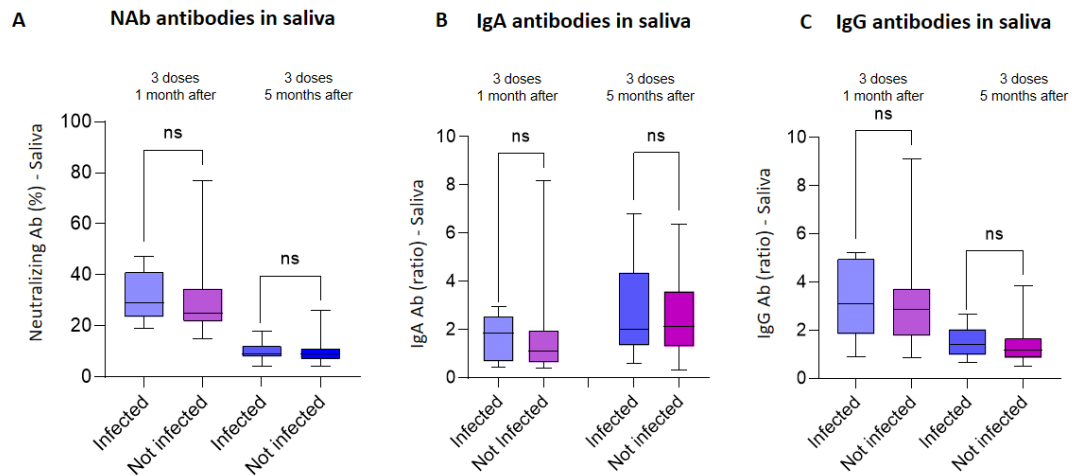 A
NAb antibodies in saliva
3 doses
1 month after
3 doses
5 months after
Neutralizing Ab (%) - Saliva
100
80
60
40
20
0
ns
ns
Infected
Not infected
Infected
Not infected
B
IgA antibodies in saliva
3 doses
1 month after
3 doses
5 months after
IgA Ab (ratio) - Saliva
10
8
6
4
2
0
ns
ns
Infected
Not Infected
Infected
Not infected
C
IgG antibodies in saliva
3 doses
1 month after
3 doses
5 months after
IgG Ab (ratio) - Saliva
10
8
6
4
2
0
ns
ns
Infected
Not infected
Infected
Not infected